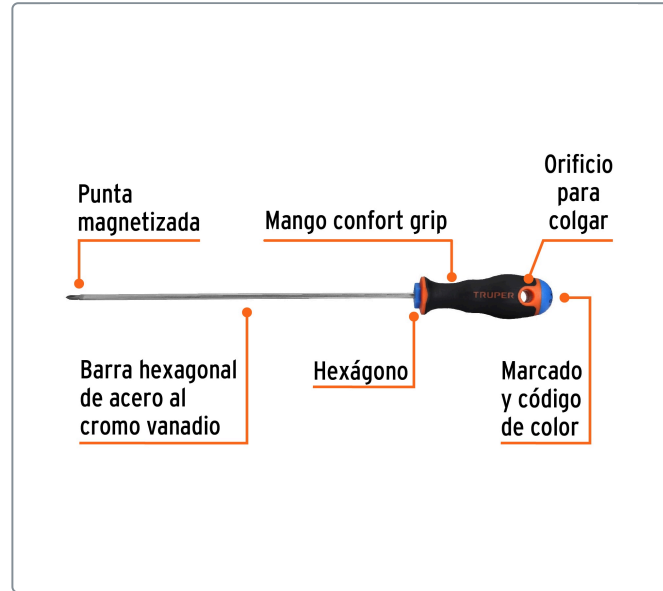 Punta
magnetizada
Mango confort grip
Orificio
para
colgar
TRUPER
Barra hexagonal
de acero al
cromo vanadio
Hexágono
Marcado
y código
de color